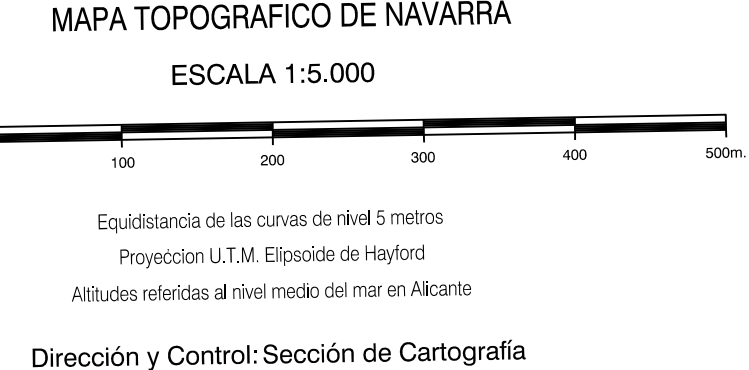 MAPA TOPOGRAFICO DE NAVARRA
ESCALA 1:5.000
100 200 300 400 500m.
Equidistancia de las curvas de nivel 5 metros
Proyeccion U.T.M. Elipsoide de Hayford
Altitudes referidas al nivel medio del mar en Alicante
Dirección y Control: Sección de Cartografía